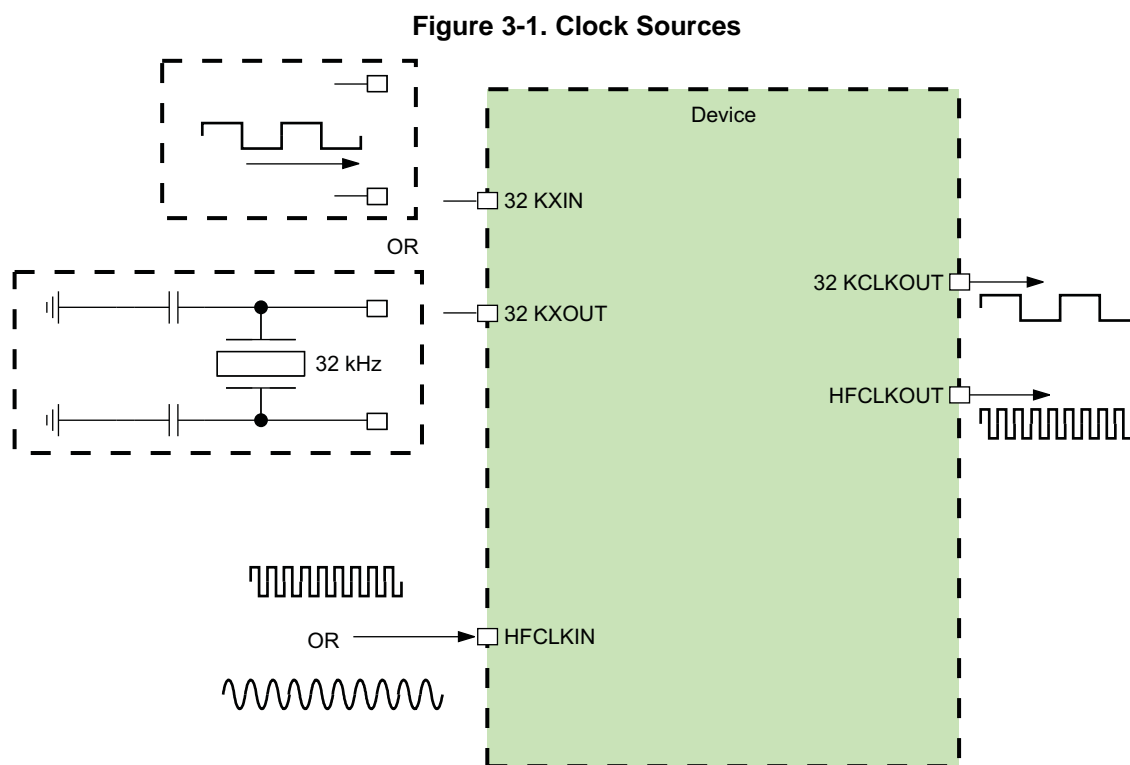 Figure 3-1. Clock Sources
Device
32 KXIN
OR
32 KCLKOUT
32 KXOUT
32 kHz
HFCLKOUT
OR
HFCLKIN